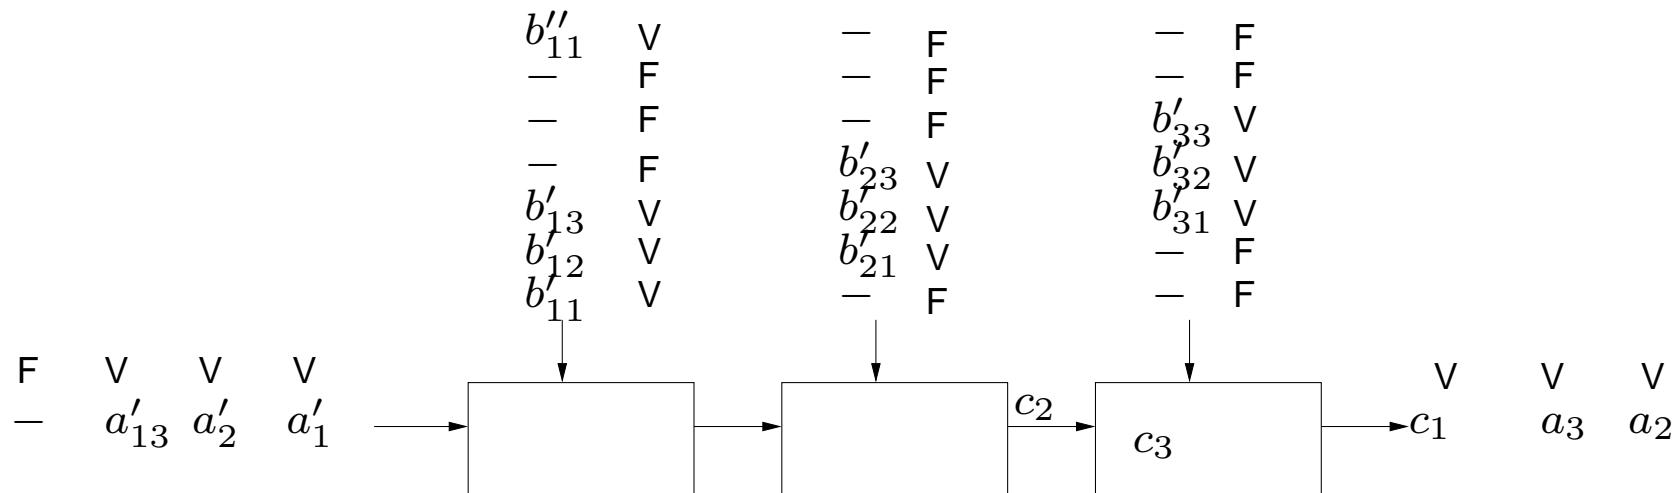 b''₁₁ V − F − F
− F − F − F
− F − F b'₃₃ V
− F b'₂₃ V b'₃₂ V
b'₁₃ V b'₂₂ V b'₃₁ V
b'₁₂ V b'₂₁ V − F
b'₁₁ V − F − F
F V V V V V V
− a'₁₃ a'₂ a'₁ c₂ c₃ c₁ a₃ a₂